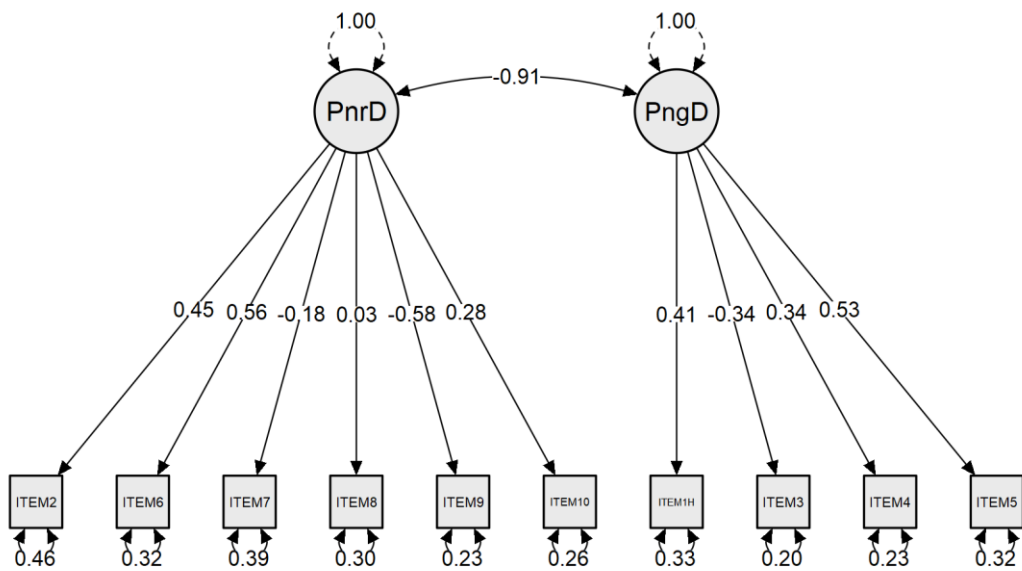 1.00 1.00
-0.91
PnrD PngD
0.45 0.56 -0.18 0.03 -0.58 0.28 0.41 -0.34 0.34 0.53
ITEM2 ITEM6 ITEM7 ITEM8 ITEM9 ITEM10 ITEM1H ITEM3 ITEM4 ITEM5
0.46 0.32 0.39 0.30 0.23 0.26 0.33 0.20 0.23 0.32